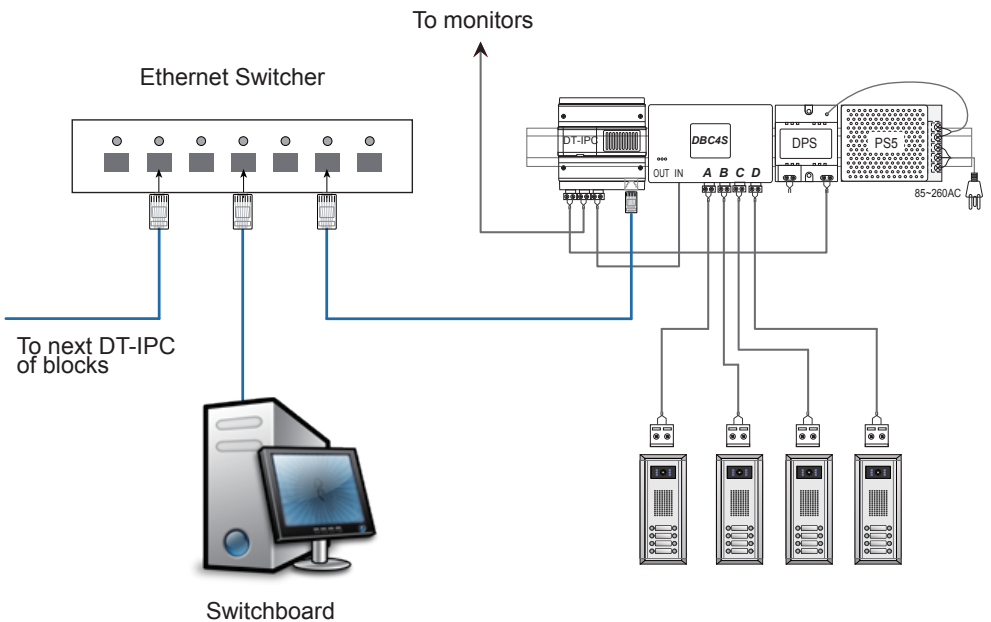 To monitors
Ethernet Switcher
DT-IPC
DBC4S
DPS
PS5
OUT IN A B C D
85~260AC
To next DT-IPC
of blocks
Switchboard